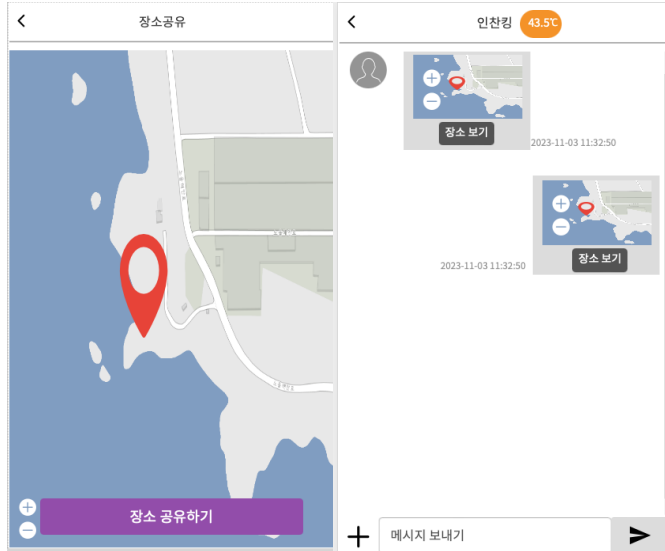 장소공유
장소 공유하기
인찬킹 43.5℃
장소 보기
2023-11-03 11:32:50
2023-11-03 11:32:50
장소 보기
메시지 보내기